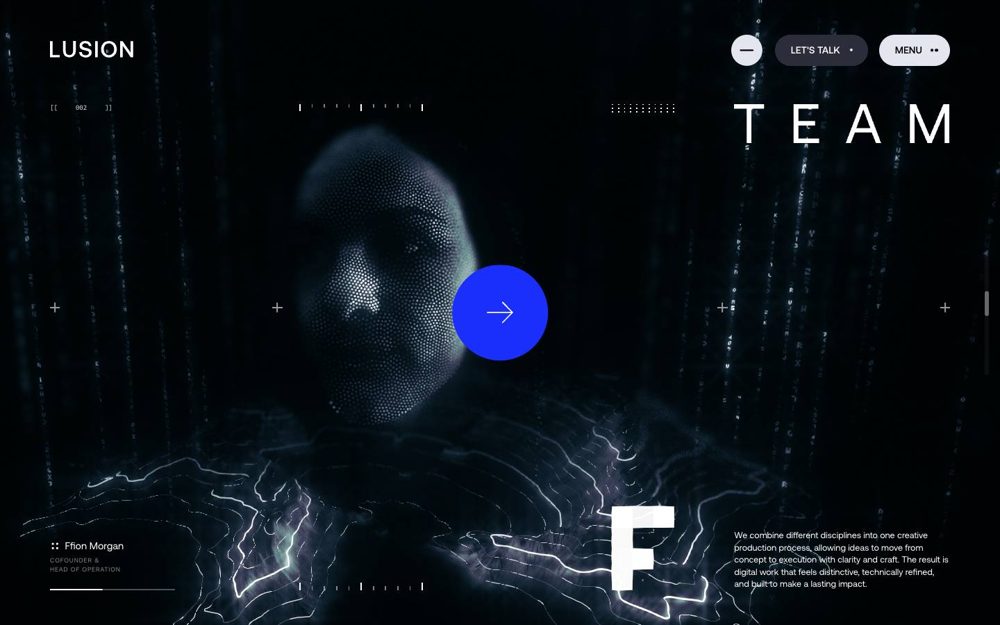 LUSION
LET'S TALK
MENU
[[ 002 ]]
TEAM
Ffion Morgan
COFOUNDER &
HEAD OF OPERATION
F
We combine different disciplines into one creative
production process, allowing ideas to move from
concept to execution with clarity and craft. The result is
digital work that feels distinctive, technically refined,
and built to make a lasting impact.